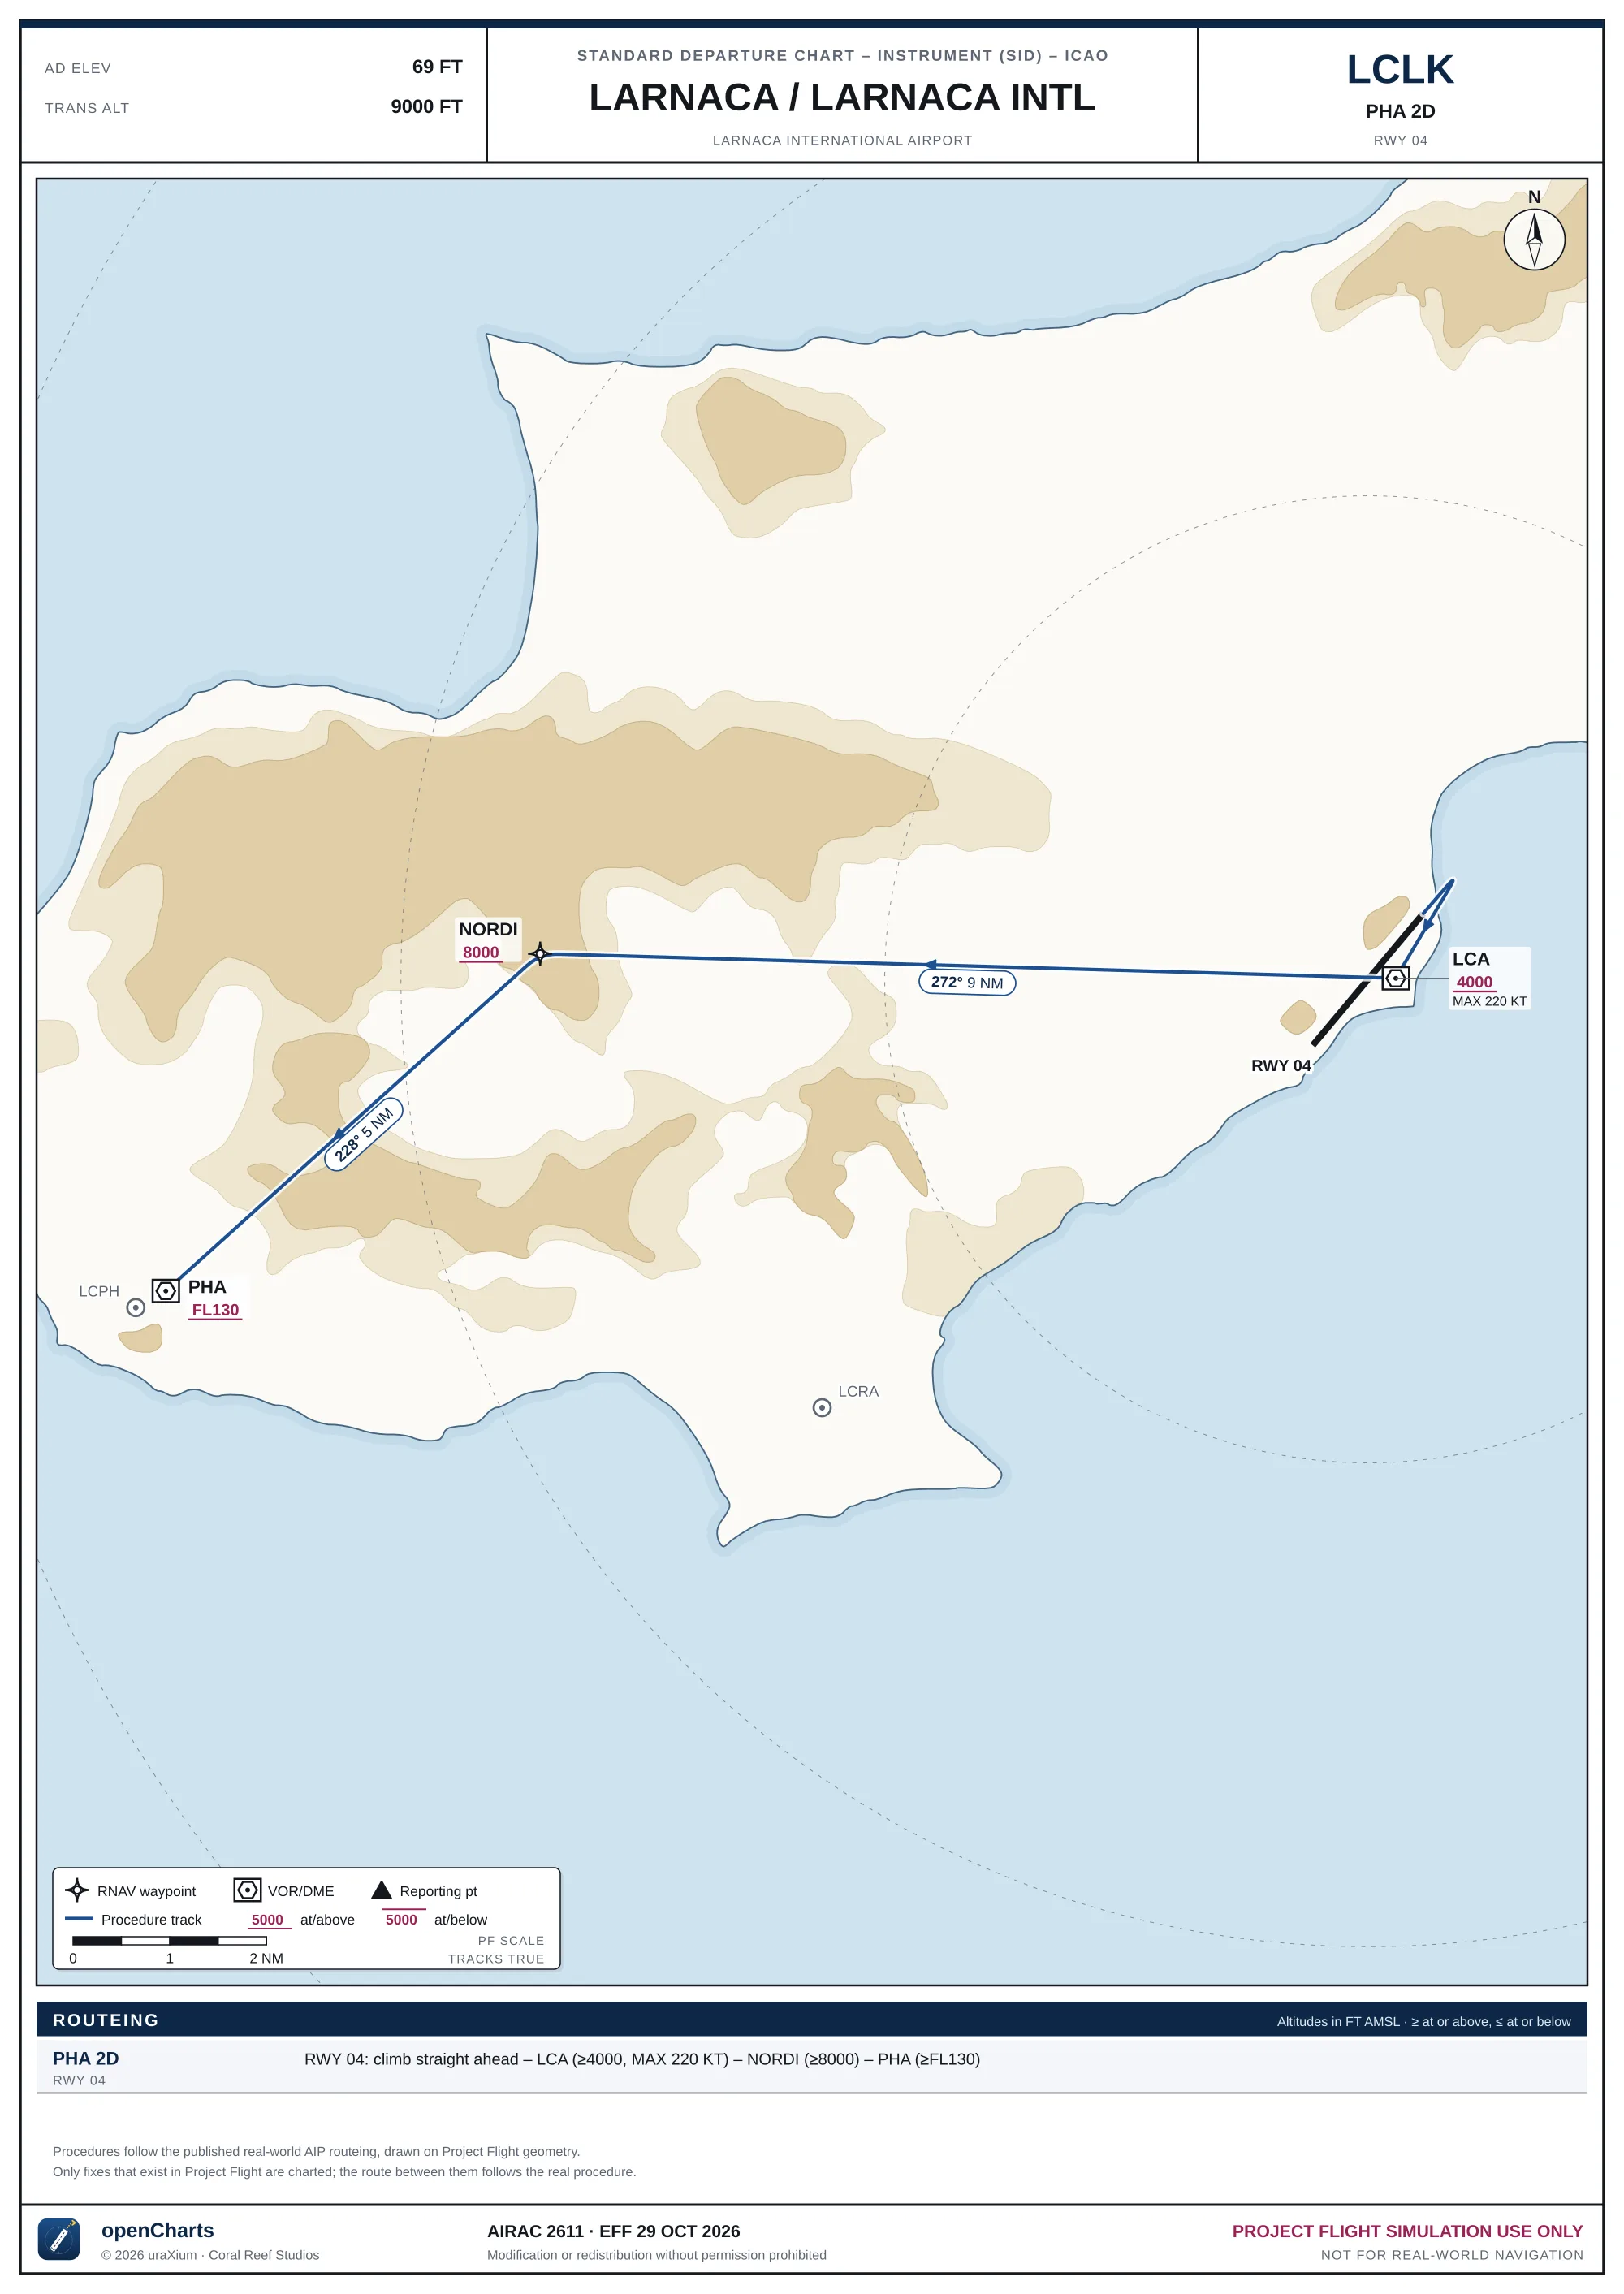 AD ELEV 69 FT
TRANS ALT 9000 FT
STANDARD DEPARTURE CHART – INSTRUMENT (SID) – ICAO
LARNACA / LARNACA INTL
LARNACA INTERNATIONAL AIRPORT
LCLK
PHA 2D
RWY 04
N
NORDI
8000
272° 9 NM
LCA
4000
MAX 220 KT
RWY 04
228° 5 NM
LCPH
PHA
FL130
LCRA
RNAV waypoint VOR/DME Reporting pt
Procedure track 5000 at/above 5000 at/below
PF SCALE
0 1 2 NM TRACKS TRUE
ROUTEING Altitudes in FT AMSL · ≥ at or above, ≤ at or below
PHA 2D RWY 04: climb straight ahead – LCA (≥4000, MAX 220 KT) – NORDI (≥8000) – PHA (≥FL130)
RWY 04
Procedures follow the published real-world AIP routeing, drawn on Project Flight geometry.
Only fixes that exist in Project Flight are charted; the route between them follows the real procedure.
openCharts
© 2026 uraXium · Coral Reef Studios
AIRAC 2611 · EFF 29 OCT 2026
Modification or redistribution without permission prohibited
PROJECT FLIGHT SIMULATION USE ONLY
NOT FOR REAL-WORLD NAVIGATION